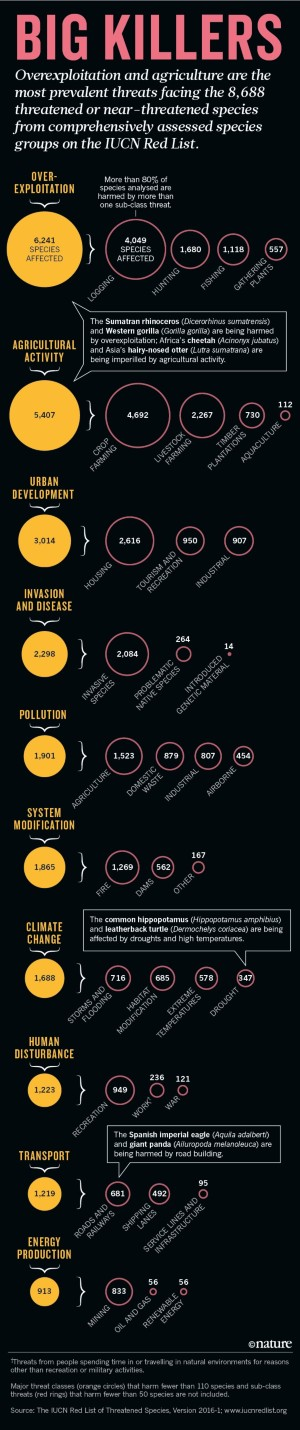 BIG KILLERS
Overexploitation and agriculture are the
most prevalent threats facing the 8,688
threatened or near-threatened species
from comprehensively assessed species
groups on the IUCN Red List.
OVER-
EXPLOITATION
More than 80% of
species analysed are
harmed by more than
one sub-class threat.
6,241
SPECIES
AFFECTED
4,049
SPECIES
AFFECTED
1,680
1,118
557
LOGGING
HUNTING
FISHING
GATHERING
PLANTS
The Sumatran rhinoceros (Dicerorhinus sumatrensis)
and Western gorilla (Gorilla gorilla) are being harmed
by overexploitation; Africa's cheetah (Acinonyx jubatus)
and Asia's hairy-nosed otter (Lutra sumatrana) are
being imperilled by agricultural activity.
AGRICULTURAL
ACTIVITY
5,407
4,692
2,267
730
112
CROP
FARMING
LIVESTOCK
FARMING
TIMBER
PLANTATIONS
AQUACULTURE
URBAN
DEVELOPMENT
3,014
2,616
950
907
HOUSING
TOURISM AND
RECREATION
INDUSTRIAL
INVASION
AND DISEASE
2,298
2,084
264
14
INVASIVE
SPECIES
PROBLEMATIC
NATIVE SPECIES
INTRODUCED
GENETIC MATERIAL
POLLUTION
1,901
1,523
879
807
454
AGRICULTURE
DOMESTIC
WASTE
INDUSTRIAL
AIRBORNE
SYSTEM
MODIFICATION
1,865
1,269
562
167
FIRE
DAMS
OTHER
The common hippopotamus (Hippopotamus amphibius)
and leatherback turtle (Dermochelys coriacea) are being
affected by droughts and high temperatures.
CLIMATE
CHANGE
1,688
716
685
578
347
STORMS AND
FLOODING
HABITAT
MODIFICATION
EXTREME
TEMPERATURES
DROUGHT
HUMAN
DISTURBANCE
1,223
949
236
121
RECREATION
WORK
WAR
The Spanish imperial eagle (Aquila adalberti)
and giant panda (Ailuropoda melanoleuca) are
being harmed by road building.
TRANSPORT
1,219
681
492
95
ROADS AND
RAILWAYS
SHIPPING
LANES
SERVICE LINES AND
INFRASTRUCTURE
ENERGY
PRODUCTION
913
833
56
56
MINING
OIL AND GAS
RENEWABLE
ENERGY
©nature
†Threats from people spending time in or travelling in natural environments for reasons
other than recreation or military activities.
Major threat classes (orange circles) that harm fewer than 110 species and sub-class
threats (red rings) that harm fewer than 50 species are not included.
Source: The IUCN Red List of Threatened Species, Version 2016-1; www.iucnredlist.org